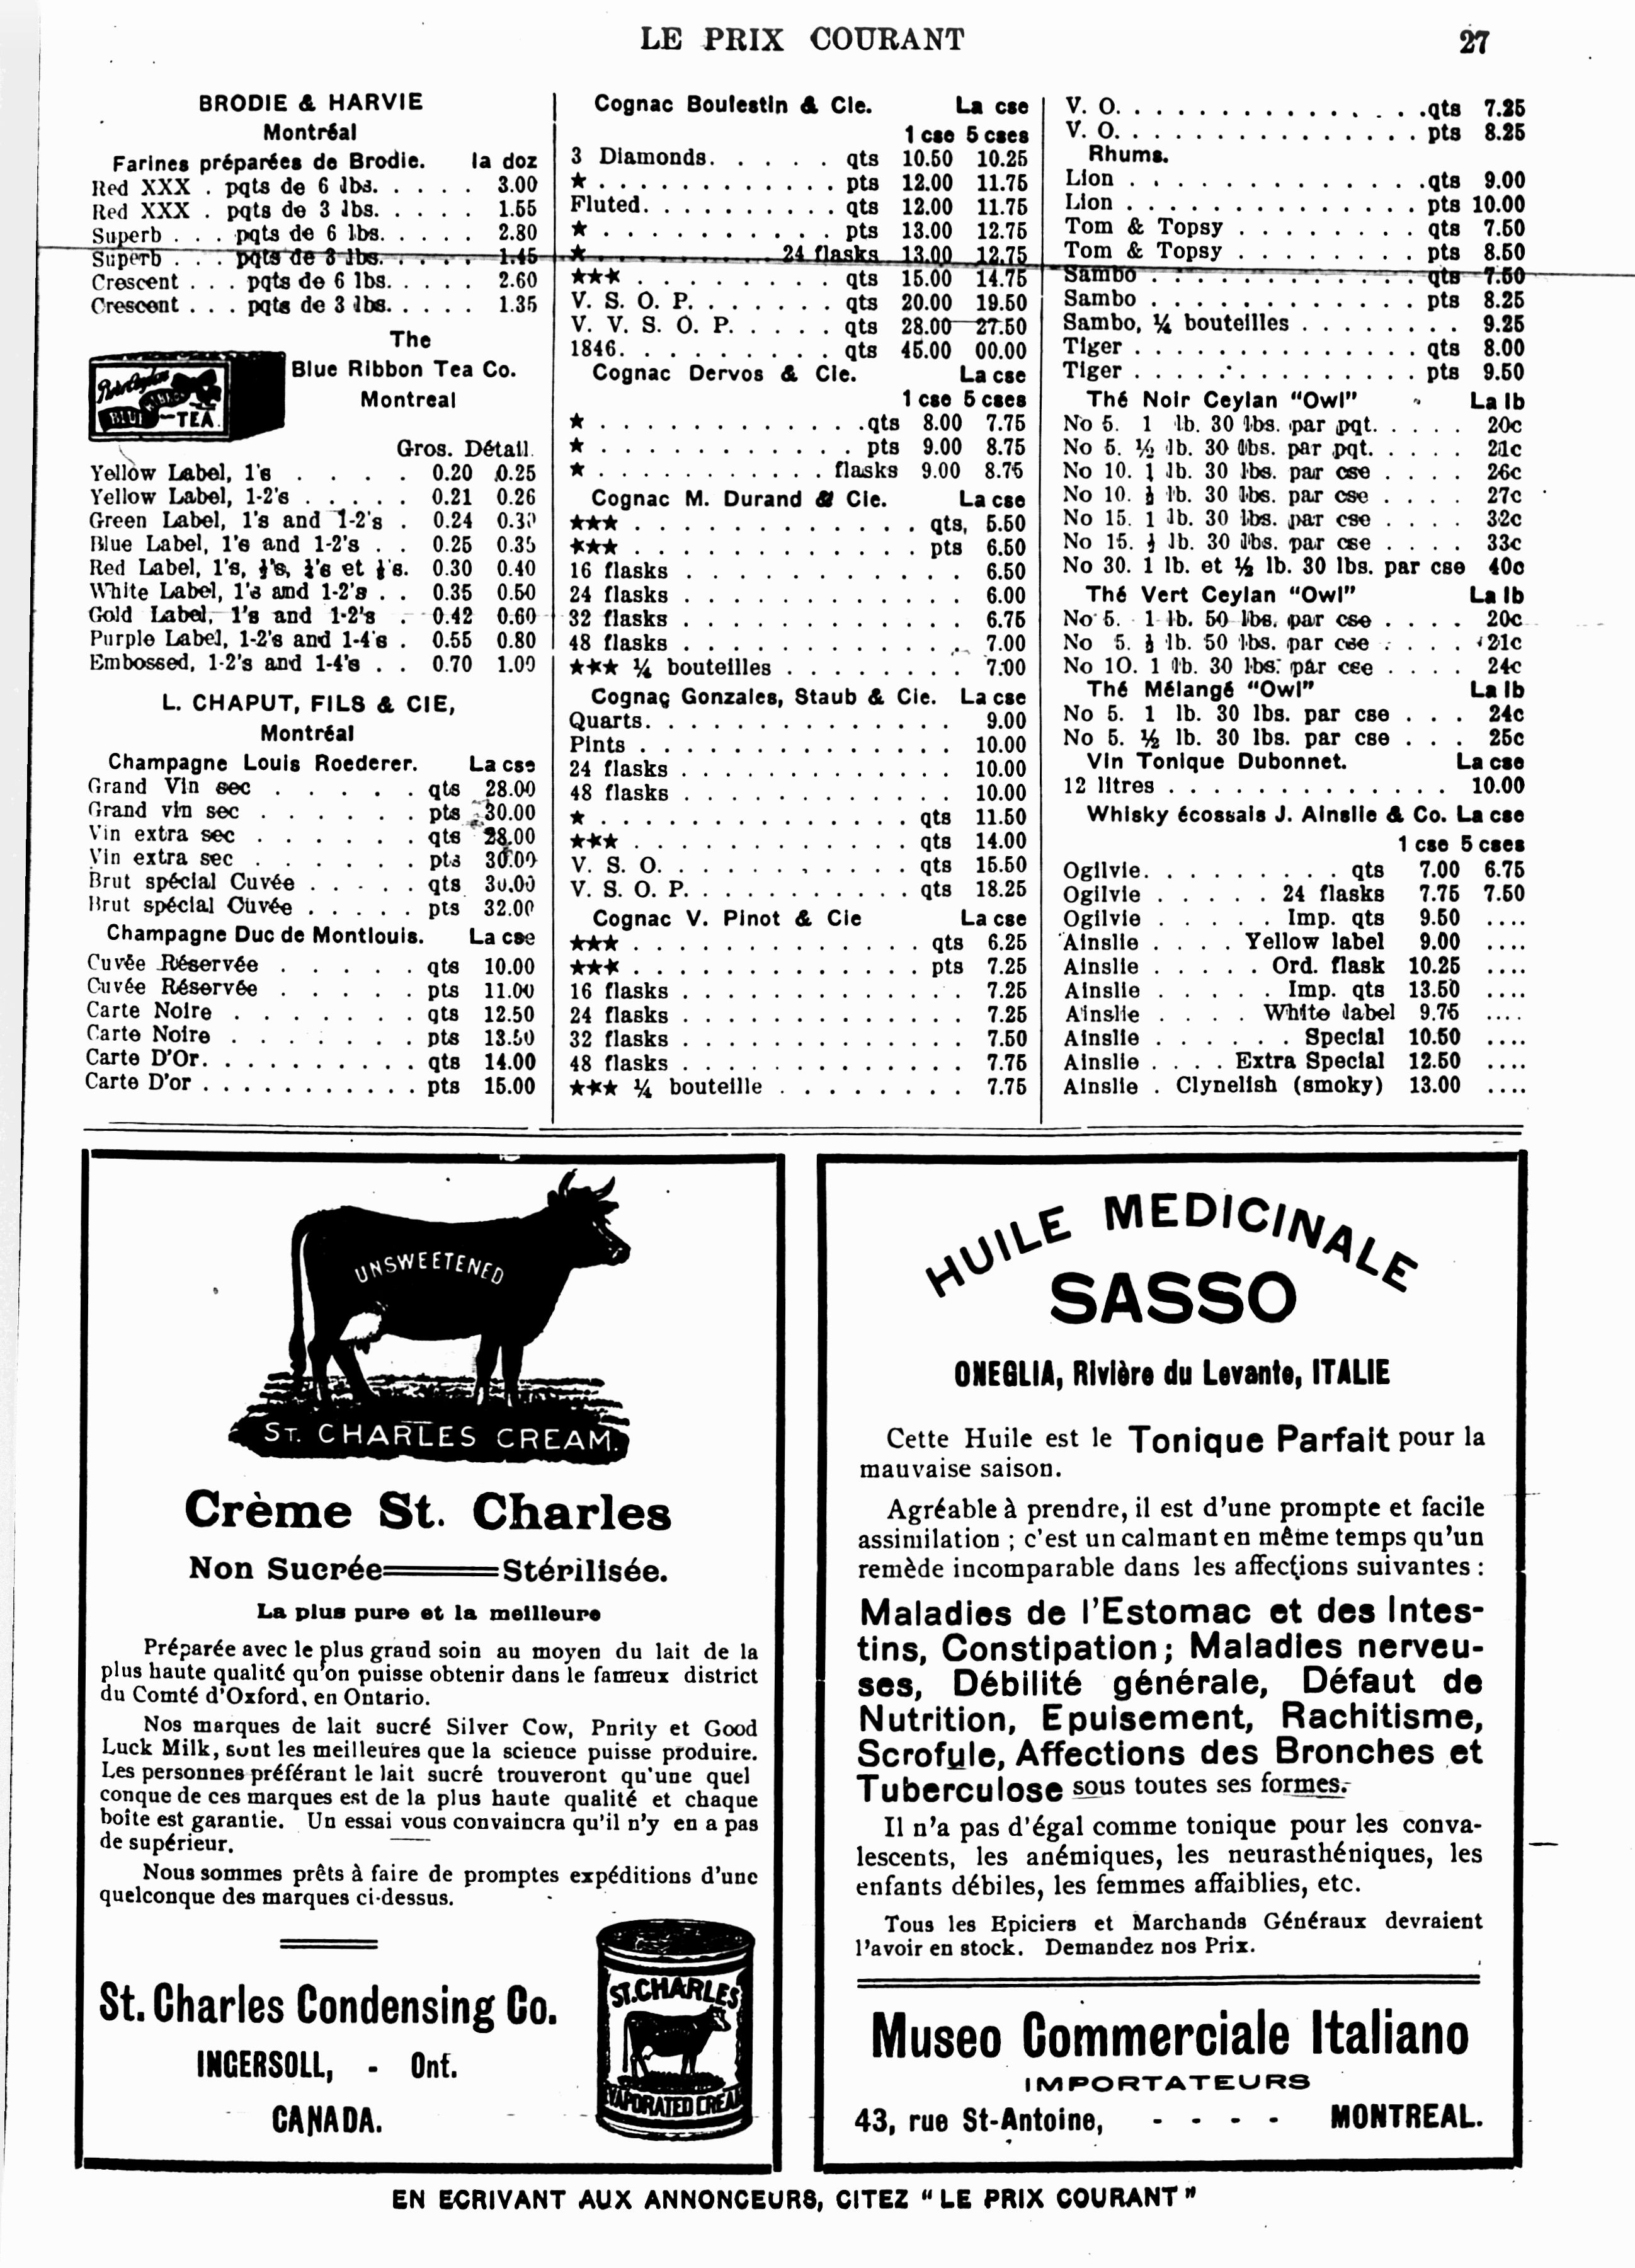 LE PRIX COURANT 27
BRODIE & HARVIE
Montréal
Farines préparées de Brodie. la doz
Red XXX . pqts de 6 lbs. . . . . 3.00
Red XXX . pqts de 3 lbs. . . . . 1.55
Superb . . . pqts de 6 lbs. . . . . 2.80
Superb . . . pqts de 3 lbs. . . . . 1.45
Crescent . . . pqts de 6 lbs. . . . . 2.60
Crescent . . . pqts de 3 lbs. . . . . 1.35
The
Blue Ribbon Tea Co.
Montreal
BLUE RIBBON TEA
Gros. Détail.
Yellow Label, 1's . . . . 0.20 0.25
Yellow Label, 1-2's . . . . . 0.21 0.26
Green Label, 1's and 1-2's . 0.24 0.30
Blue Label, 1's and 1-2's . . 0.25 0.35
Red Label, 1's, ½'s, ¼'s et ⅛'s. 0.30 0.40
White Label, 1's and 1-2's . . 0.35 0.50
Gold Label, 1's and 1-2's . 0.42 0.60
Purple Label, 1-2's and 1-4's . 0.55 0.80
Embossed, 1-2's and 1-4's . . 0.70 1.00
L. CHAPUT, FILS & CIE,
Montréal
Champagne Louis Roederer. La cse
Grand Vin sec . . . . . qts 28.00
Grand vin sec . . . . . . pts 30.00
Vin extra sec . . . . . . qts 28.00
Vin extra sec . . . . . . pts 30.00
Brut spécial Cuvée . . . . . qts 30.00
Brut spécial Cuvée . . . . . pts 32.00
Champagne Duc de Montlouis. La cse
Cuvée Réservée . . . . . qts 10.00
Cuvée Réservée . . . . . pts 11.00
Carte Noire . . . . . . . qts 12.50
Carte Noire . . . . . . . pts 13.50
Carte D'Or. . . . . . . . . . qts 14.00
Carte D'or . . . . . . . . . . . pts 15.00
Cognac Boulestin & Cie. La cse
1 cse 5 cses
3 Diamonds. . . . . . qts 10.50 10.25
★ . . . . . . . . . . . . pts 12.00 11.75
Fluted. . . . . . . . . . qts 12.00 11.75
★ . . . . . . . . . . . pts 13.00 12.75
★ . . . . . . . . . 24 flasks 13.00 12.75
★★★ . . . . . . . . . qts 15.00 14.75
V. S. O. P. . . . . . . qts 20.00 19.50
V. V. S. O. P. . . . . qts 28.00 27.50
1846. . . . . . . . . . qts 45.00 00.00
Cognac Dervos & Cie. La cse
1 cse 5 cses
★ . . . . . . . . . . . . .qts 8.00 7.75
★ . . . . . . . . . . . . pts 9.00 8.75
★ . . . . . . . . . . . flasks 9.00 8.75
Cognac M. Durand & Cie. La cse
★★★ . . . . . . . . . . . . . qts, 5.50
★★★ . . . . . . . . . . . . . pts 6.50
16 flasks . . . . . . . . . . . . 6.50
24 flasks . . . . . . . . . . . . 6.00
32 flasks . . . . . . . . . . . . 6.75
48 flasks . . . . . . . . . . . . 7.00
★★★ ¼ bouteilles . . . . . . . . 7.00
Cognac Gonzales, Staub & Cie. La cse
Quarts. . . . . . . . . . . . . . 9.00
Pints . . . . . . . . . . . . . . 10.00
24 flasks . . . . . . . . . . . . 10.00
48 flasks . . . . . . . . . . . . 10.00
★ . . . . . . . . . . . . . . qts 11.50
★★★ . . . . . . . . . . . . qts 14.00
V. S. O. . . . . . . . . . . qts 15.50
V. S. O. P. . . . . . . . . . qts 18.25
Cognac V. Pinot & Cie La cse
★★★ . . . . . . . . . . . . . qts 6.25
★★★ . . . . . . . . . . . . . pts 7.25
16 flasks . . . . . . . . . . . . 7.25
24 flasks . . . . . . . . . . . . 7.25
32 flasks . . . . . . . . . . . . 7.50
48 flasks . . . . . . . . . . . . 7.75
★★★ ¼ bouteille . . . . . . . . 7.75
V. O. . . . . . . . . . . . . . .qts 7.25
V. O. . . . . . . . . . . . . . . pts 8.25
Rhums.
Lion . . . . . . . . . . . . . .qts 9.00
Lion . . . . . . . . . . . . . . pts 10.00
Tom & Topsy . . . . . . . . qts 7.50
Tom & Topsy . . . . . . . . pts 8.50
Sambo . . . . . . . . . . . . qts 7.50
Sambo . . . . . . . . . . . . pts 8.25
Sambo, ¼ bouteilles . . . . . . . . 9.25
Tiger . . . . . . . . . . . . . . qts 8.00
Tiger . . . . . . . . . . . . . . pts 9.50
Thé Noir Ceylan "Owl" La lb
No 5. 1 lb. 30 lbs. par pqt. . . . . 20c
No 5. ½ lb. 30 lbs. par pqt. . . . . 21c
No 10. 1 lb. 30 lbs. par cse . . . . 26c
No 10. ½ lb. 30 lbs. par cse . . . . 27c
No 15. 1 lb. 30 lbs. par cse . . . . 32c
No 15. ½ lb. 30 lbs. par cse . . . . 33c
No 30. 1 lb. et ½ lb. 30 lbs. par cse 40c
Thé Vert Ceylan "Owl" La lb
No 5. 1 lb. 50 lbs. par cse . . . . 20c
No 5. ½ lb. 50 lbs. par cse . . . . 21c
No 10. 1 lb. 30 lbs. par cse . . . . 24c
Thé Mélangé "Owl" La lb
No 5. 1 lb. 30 lbs. par cse . . . 24c
No 5. ½ lb. 30 lbs. par cse . . . 25c
Vin Tonique Dubonnet. La cse
12 litres . . . . . . . . . . . . . 10.00
Whisky écossais J. Ainslie & Co. La cse
1 cse 5 cses
Ogilvie. . . . . . . . . . qts 7.00 6.75
Ogilvie . . . . . 24 flasks 7.75 7.50
Ogilvie . . . . . . Imp. qts 9.50 ....
Ainslie . . . . Yellow label 9.00 ....
Ainslie . . . . . Ord. flask 10.25 ....
Ainslie . . . . . . Imp. qts 13.50 ....
Ainslie . . . . White label 9.75 ....
Ainslie . . . . . . Special 10.50 ....
Ainslie . . . . Extra Special 12.50 ....
Ainslie . Clynelish (smoky) 13.00 ....
UNSWEETENED
ST. CHARLES CREAM.
Crème St. Charles
Non Sucrée══Stérilisée.
La plus pure et la meilleure
Préparée avec le plus grand soin au moyen du lait de la
plus haute qualité qu'on puisse obtenir dans le fameux district
du Comté d'Oxford, en Ontario.
Nos marques de lait sucré Silver Cow, Purity et Good
Luck Milk, sont les meilleures que la science puisse produire.
Les personnes préférant le lait sucré trouveront qu'une quel
conque de ces marques est de la plus haute qualité et chaque
boîte est garantie. Un essai vous convaincra qu'il n'y en a pas
de supérieur.
Nous sommes prêts à faire de promptes expéditions d'une
quelconque des marques ci-dessus.
St. Charles Condensing Co.
INGERSOLL, - Ont.
CANADA.
ST. CHARLES
EVAPORATED CREAM
HUILE MEDICINALE
SASSO
ONEGLIA, Rivière du Levante, ITALIE
Cette Huile est le Tonique Parfait pour la
mauvaise saison.
Agréable à prendre, il est d'une prompte et facile
assimilation ; c'est un calmant en même temps qu'un
remède incomparable dans les affections suivantes :
Maladies de l'Estomac et des Intes-
tins, Constipation; Maladies nerveu-
ses, Débilité générale, Défaut de
Nutrition, Epuisement, Rachitisme,
Scrofule, Affections des Bronches et
Tuberculose sous toutes ses formes.
Il n'a pas d'égal comme tonique pour les conva-
lescents, les anémiques, les neurasthéniques, les
enfants débiles, les femmes affaiblies, etc.
Tous les Epiciers et Marchands Généraux devraient
l'avoir en stock. Demandez nos Prix.
Museo Commerciale Italiano
IMPORTATEURS
43, rue St-Antoine, - - - - MONTREAL.
EN ECRIVANT AUX ANNONCEURS, CITEZ "LE PRIX COURANT"